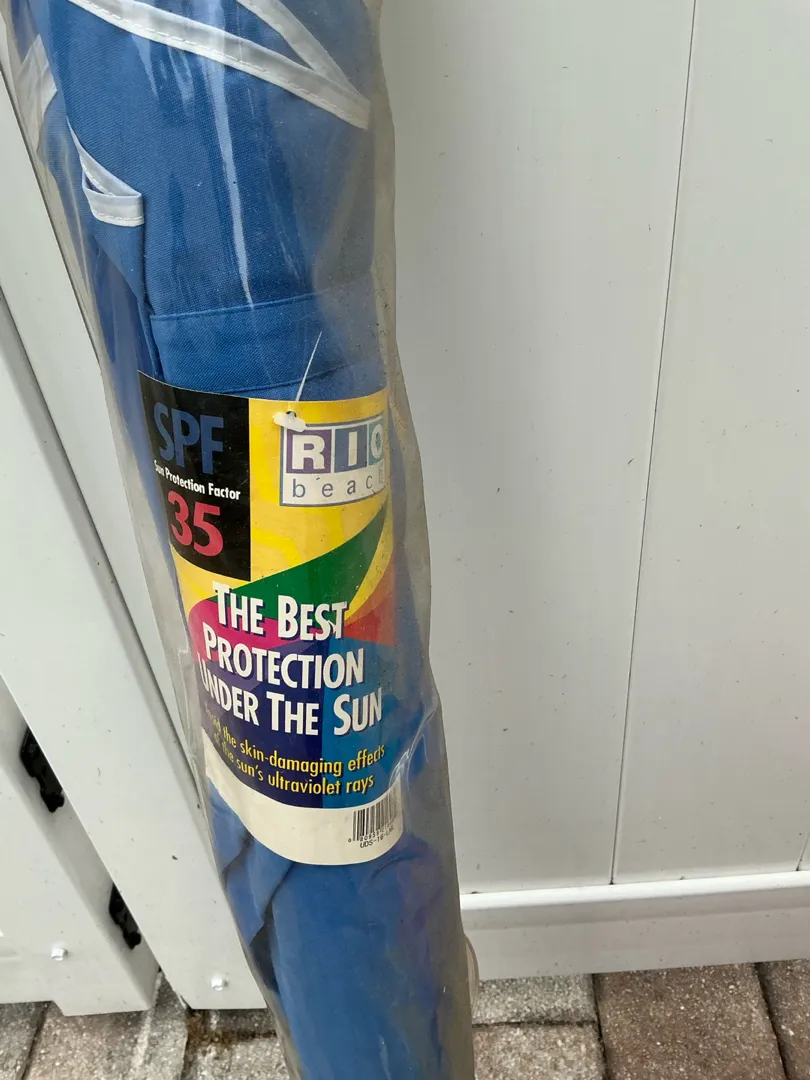 SPF
Sun Protection Factor
35
RIO
beach
THE BEST
PROTECTION
UNDER THE SUN
the skin-damaging effects
the sun's ultraviolet rays